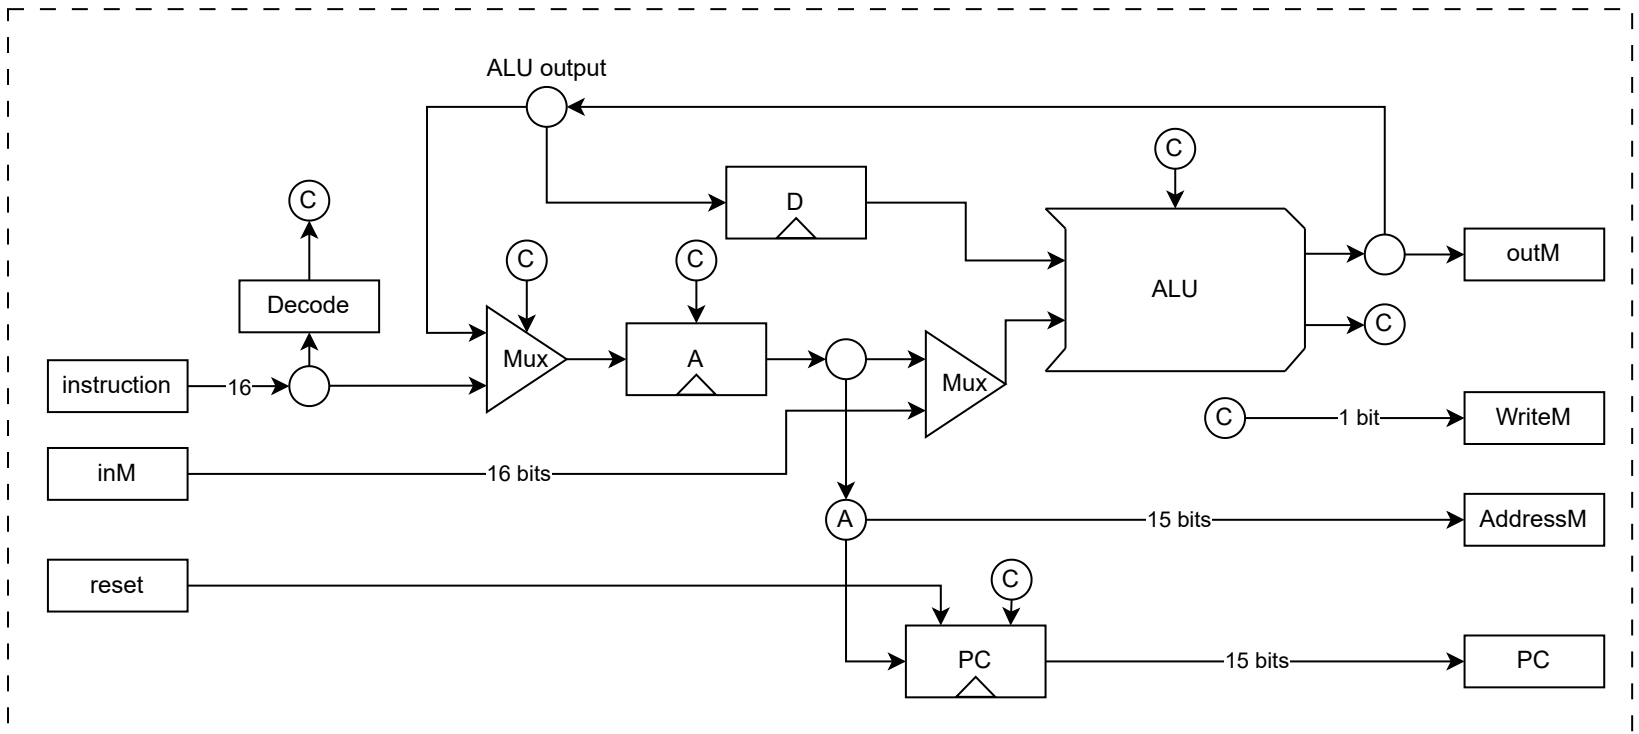 ALU output
C
C
D
C
C
Decode
ALU
outM
Mux
A
Mux
C
instruction
16
C
1 bit
WriteM
inM
16 bits
A
15 bits
AddressM
reset
C
PC
15 bits
PC